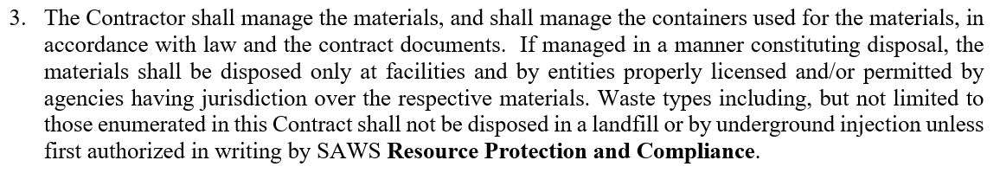 3. The Contractor shall manage the materials, and shall manage the containers used for the materials, in
accordance with law and the contract documents.  If managed in a manner constituting disposal, the
materials shall be disposed only at facilities and by entities properly licensed and/or permitted by
agencies having jurisdiction over the respective materials. Waste types including, but not limited to
those enumerated in this Contract shall not be disposed in a landfill or by underground injection unless
first authorized in writing by SAWS Resource Protection and Compliance.